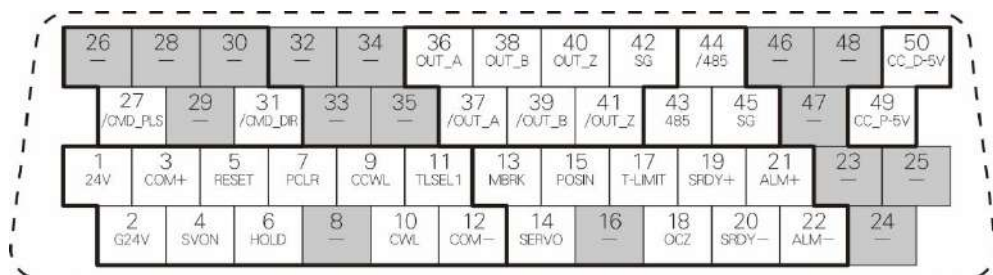 26 28 30 32 34 36 38 40 42 44 46 48 50
— — — — — OUT_A OUT_B OUT_Z SG /485 — — CC_D-5V
27 29 31 33 35 37 39 41 43 45 47 49
/CMD_PLS — /CMD_DIR — — /OUT_A /OUT_B /OUT_Z 485 SG — CC_P-5V
1 3 5 7 9 11 13 15 17 19 21 23 25
24V COM+ RESET PCLR CCWL TLSEL1 MBRK POSIN T-LIMIT SRDY+ ALM+ — —
2 4 6 8 10 12 14 16 18 20 22 24
G24V SVON HOLD — CWL COM— SERVO — OCZ SRDY— ALM— —